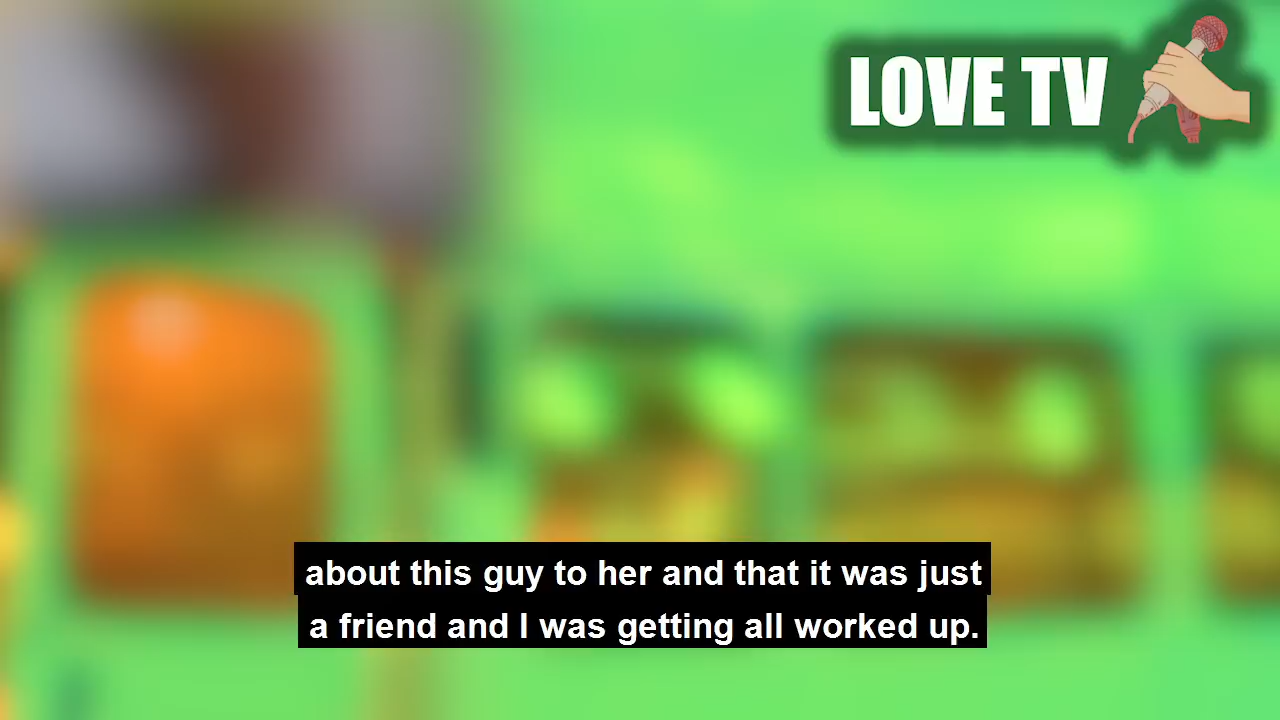 LOVE TV
about this guy to her and that it was just
a friend and I was getting all worked up.